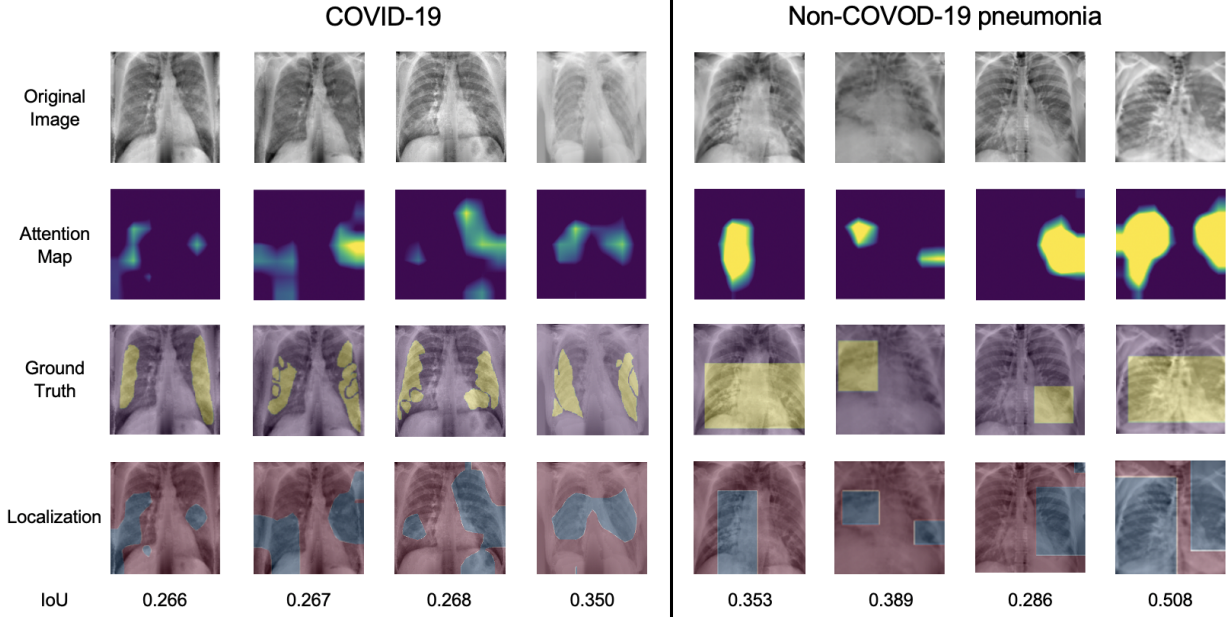 COVID-19
Non-COVOD-19 pneumonia
Original
Image
Attention
Map
Ground
Truth
Localization
IoU 0.266 0.267 0.268 0.350 0.353 0.389 0.286 0.508